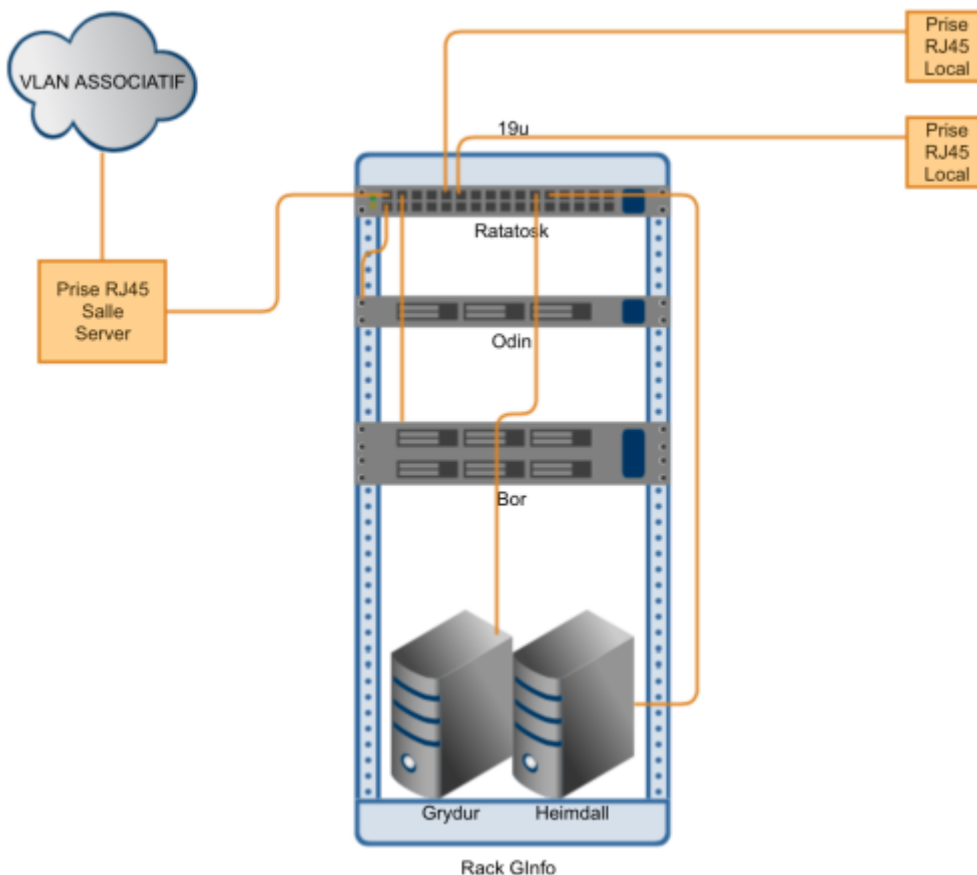 Prise
RJ45
Local
VLAN ASSOCIATIF
Prise
RJ45
Local
19u
Ratatosk
Prise RJ45
Salle
Server
Odin
Bor
Grydur
Heimdall
Rack GInfo